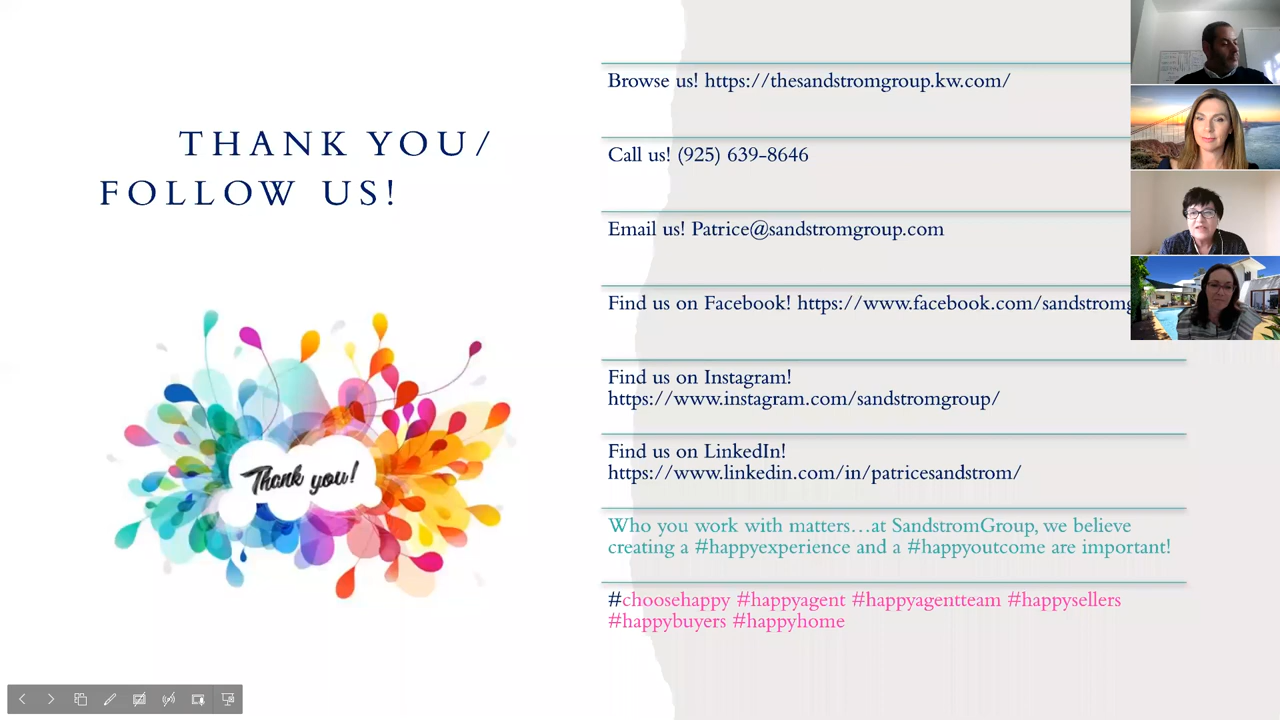 THANK YOU/
FOLLOW US!
Thank you!
Browse us! https://thesandstromgroup.kw.com/
Call us! (925) 639-8646
Email us! Patrice@sandstromgroup.com
Find us on Facebook! https://www.facebook.com/sandstromg
Find us on Instagram!
https://www.instagram.com/sandstromgroup/
Find us on LinkedIn!
https://www.linkedin.com/in/patricesandstrom/
Who you work with matters…at SandstromGroup, we believe
creating a #happyexperience and a #happyoutcome are important!
#choosehappy #happyagent #happyagentteam #happysellers
#happybuyers #happyhome